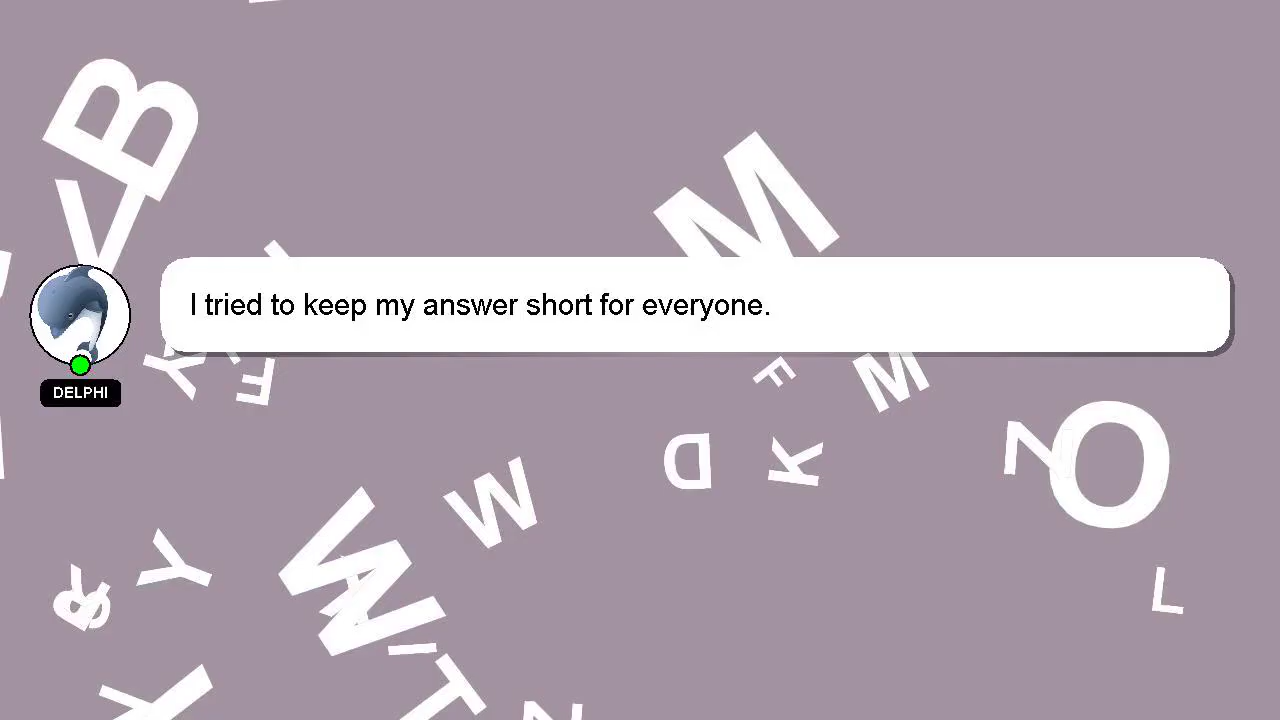 I tried to keep my answer short for everyone.
DELPHI
B
V
M
Y
F
F
M
D
K
Z
O
W
W
A
Y
R
B
L
I
T
Y
Z